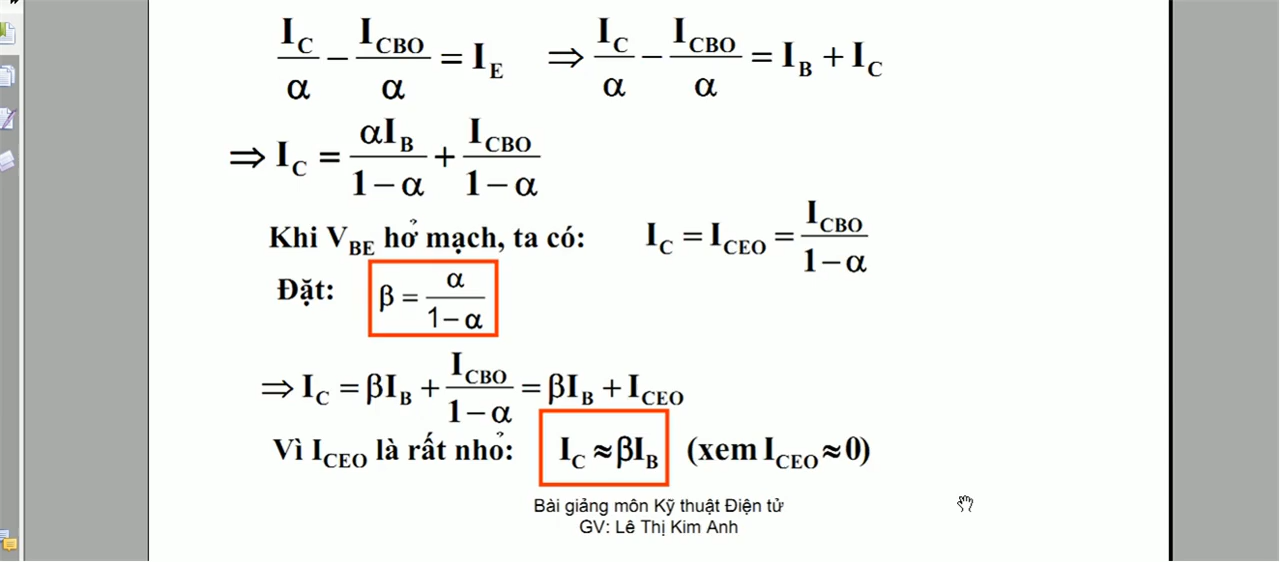 I_C/α − I_CBO/α = I_E ⇒ I_C/α − I_CBO/α = I_B + I_C
⇒ I_C = αI_B/(1 − α) + I_CBO/(1 − α)
Khi V_BE hở mạch, ta có: I_C = I_CEO = I_CBO/(1 − α)
Đặt: β = α/(1 − α)
⇒ I_C = βI_B + I_CBO/(1 − α) = βI_B + I_CEO
Vì I_CEO là rất nhỏ: I_C ≈ βI_B (xem I_CEO ≈ 0)
Bài giảng môn Kỹ thuật Điện tử
GV: Lê Thị Kim Anh